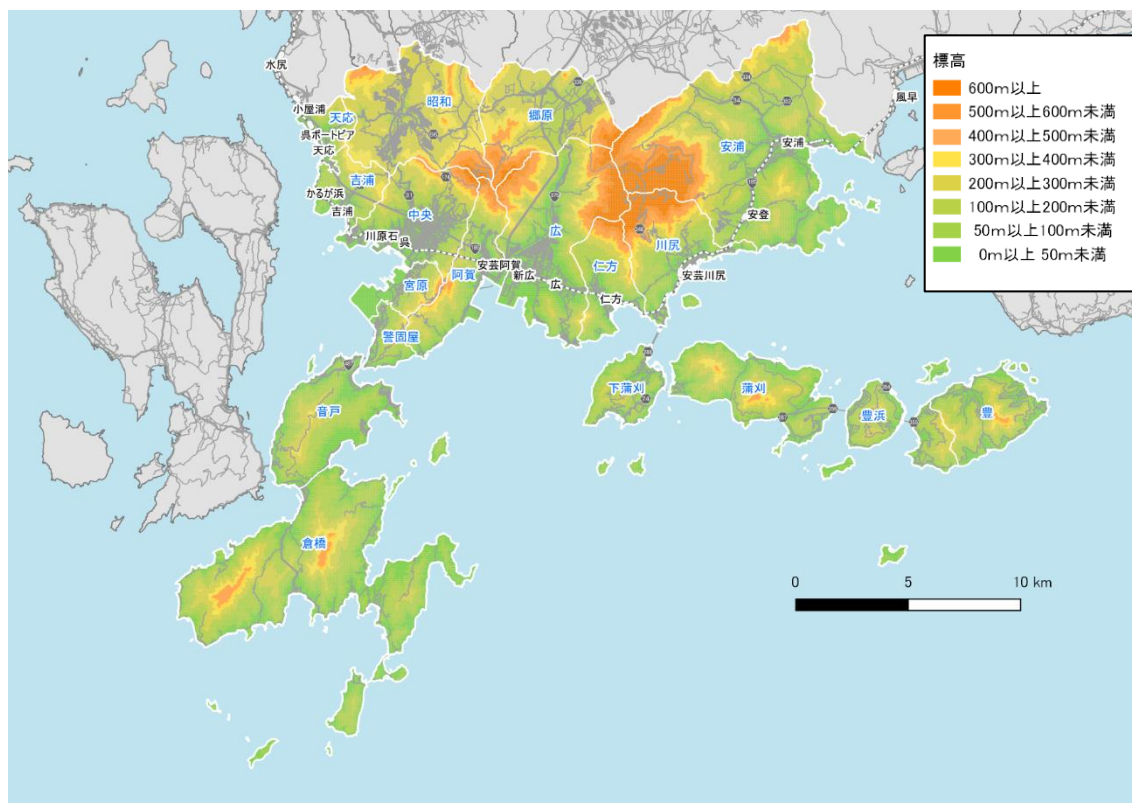 標高
600m以上
500m以上600m未満
400m以上500m未満
300m以上400m未満
200m以上300m未満
100m以上200m未満
50m以上100m未満
0m以上 50m未満
水尻
小屋浦
天応
呉ポートピア
天応
昭和
郷原
風早
安浦
安浦
吉浦
かるが浜
吉浦
中央
川原石
呉
広
安登
川尻
安芸阿賀
新広
阿賀
宮原
仁方
安芸川尻
広
仁方
警固屋
音戸
下蒲刈
蒲刈
豊浜
豊
倉橋
0
5
10 km